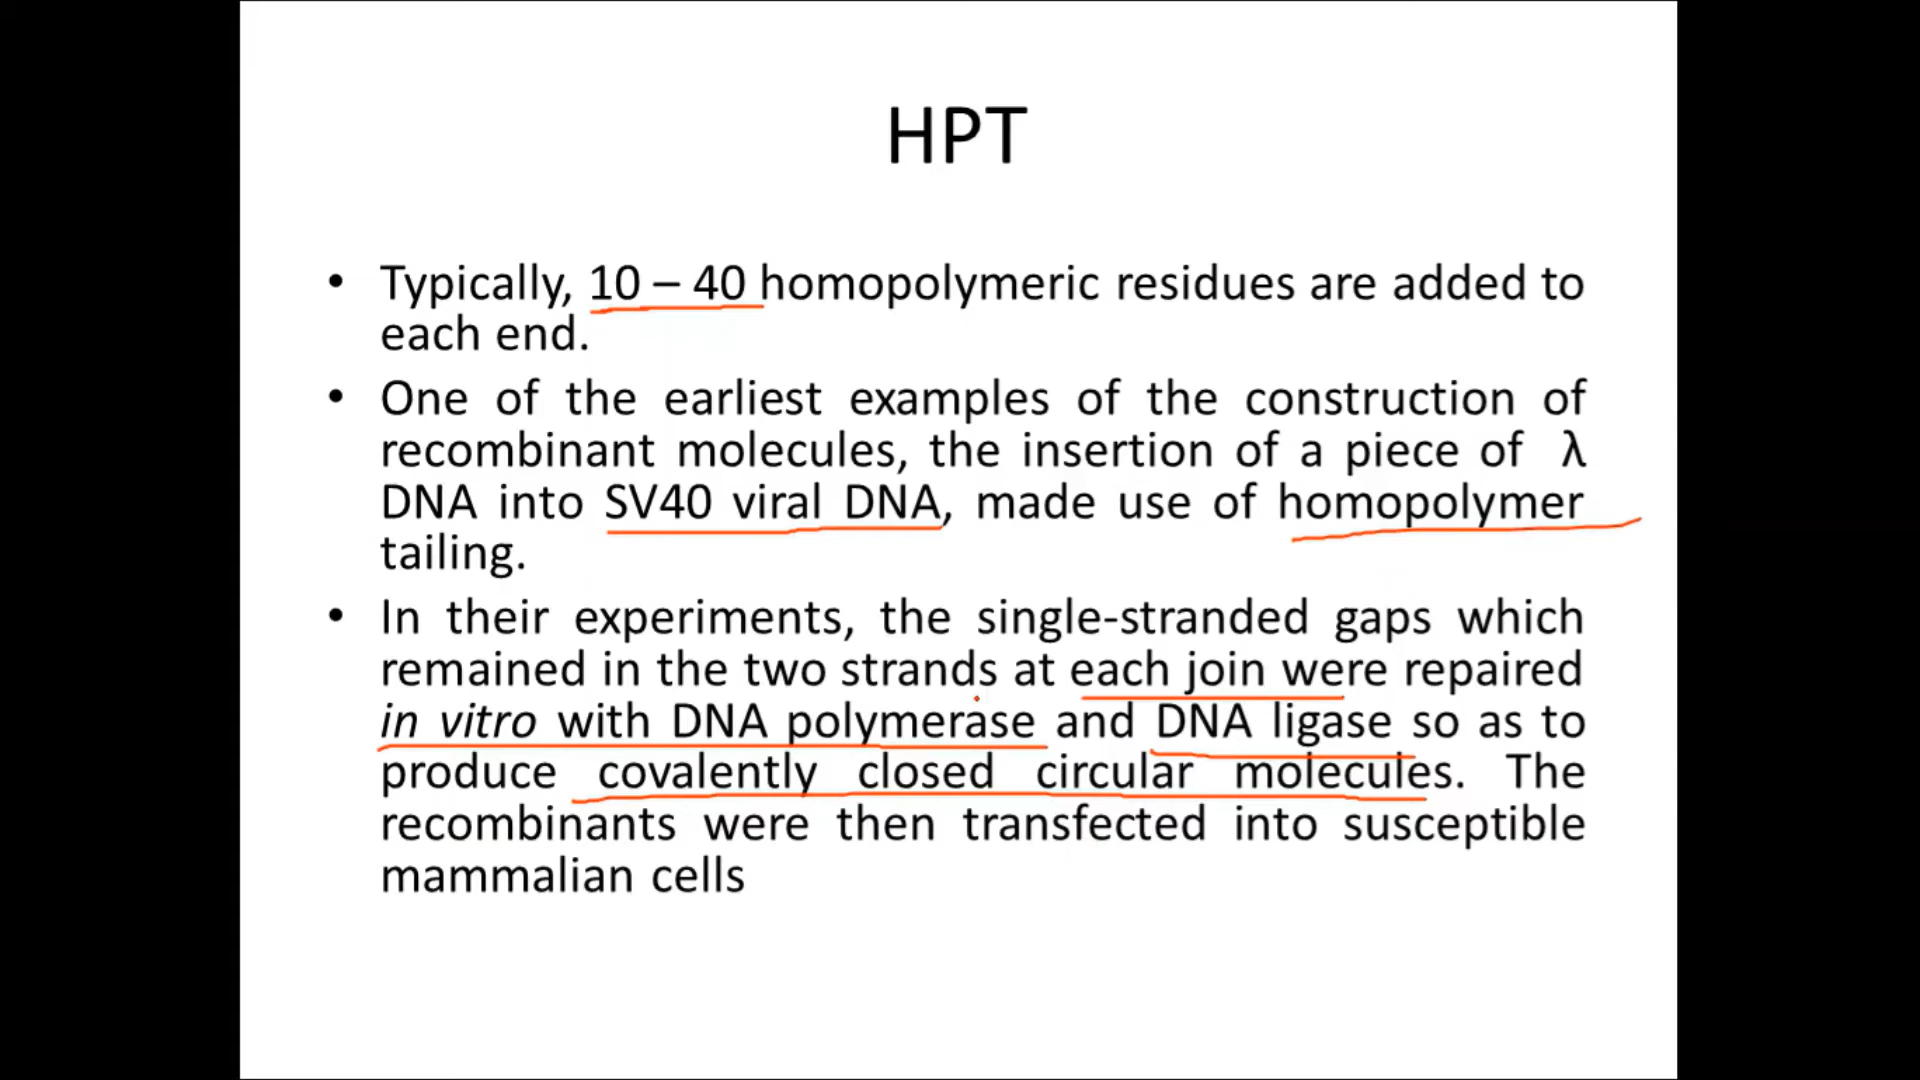 HPT
• Typically, 10 – 40 homopolymeric residues are added to
each end.
• One of the earliest examples of the construction of
recombinant molecules, the insertion of a piece of λ
DNA into SV40 viral DNA, made use of homopolymer
tailing.
• In their experiments, the single-stranded gaps which
remained in the two strands at each join were repaired
in vitro with DNA polymerase and DNA ligase so as to
produce covalently closed circular molecules. The
recombinants were then transfected into susceptible
mammalian cells